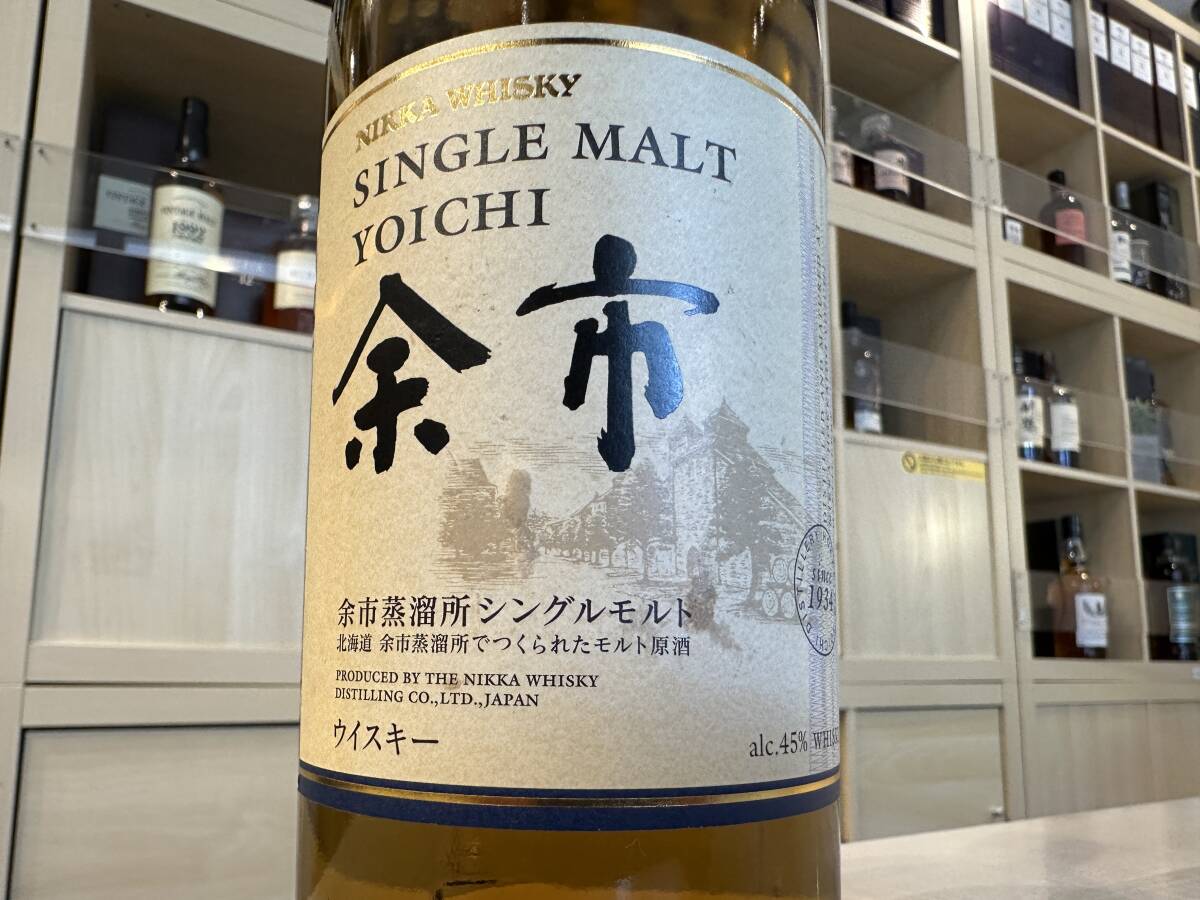 NIKKA WHISKY
SINGLE MALT
YOICHI
余市
余市蒸溜所シングルモルト
北海道 余市蒸溜所でつくられたモルト原酒
PRODUCED BY THE NIKKA WHISKY
DISTILLING CO.,LTD.,JAPAN
ウイスキー
alc.45%
since
1934
1992